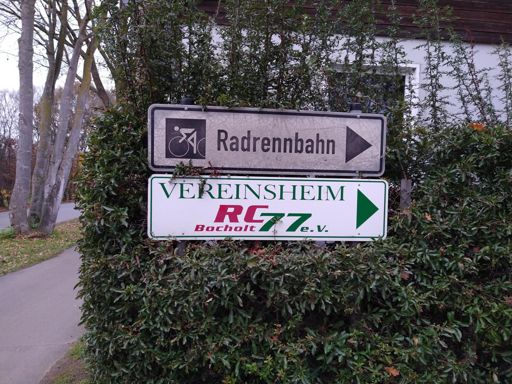 Radrennbahn
VEREINSHEIM
RC77
Bocholt e.V.